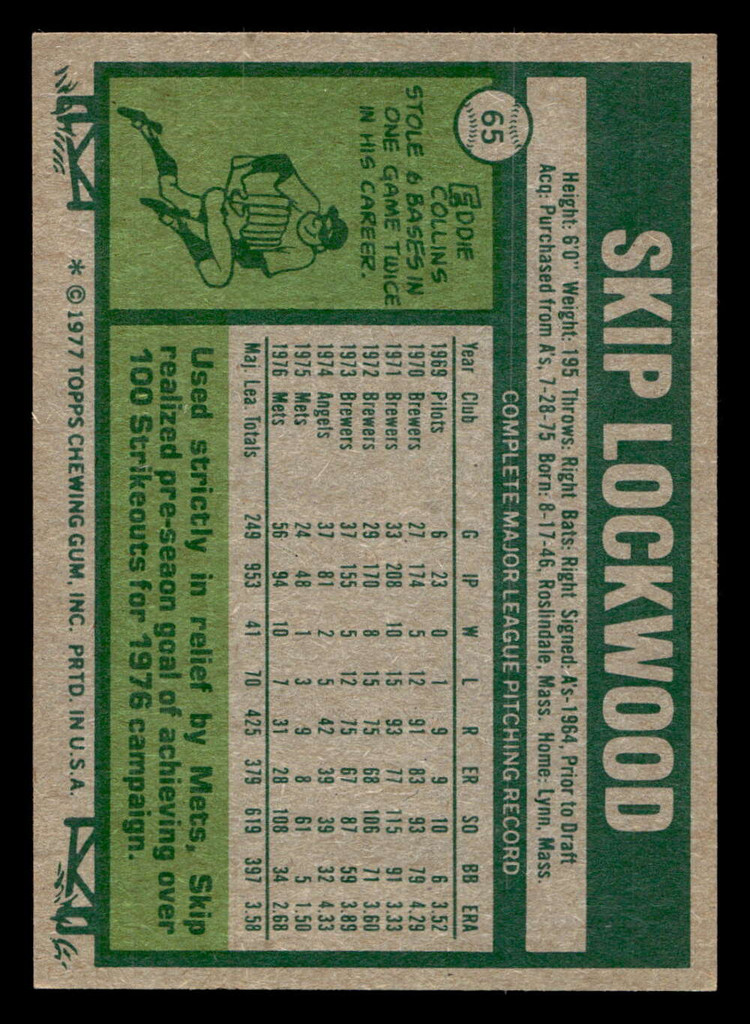 65
SKIP LOCKWOOD
Height: 6'0" Weight: 195 Throws: Right Bats: Right Signed: A's-1964, Prior to Draft
Acq: Purchased from A's, 7-28-75 Born: 8-17-46, Roslindale, Mass. Home: Lynn, Mass.
COMPLETE MAJOR LEAGUE PITCHING RECORD
Year Club G IP W L R ER SO BB ERA
1969 Pilots 6 23 0 1 9 9 10 6 3.52
1970 Brewers 27 174 5 12 91 83 93 79 4.29
1971 Brewers 33 208 10 15 93 77 115 91 3.33
1972 Brewers 29 170 8 15 75 68 106 71 3.60
1973 Brewers 37 155 5 12 75 67 87 59 3.89
1974 Angels 37 81 2 5 42 39 39 32 4.33
1975 Mets 24 48 1 3 9 8 61 5 1.50
1976 Mets 56 94 10 7 31 28 108 34 2.68
Maj. Lea. Totals 249 953 41 70 425 379 619 397 3.58
EDDIE
COLLINS
STOLE 6 BASES IN
ONE GAME TWICE
IN HIS CAREER.
Used strictly in relief by Mets, Skip
realized pre-seaon goal of achieving over
100 Strikeouts for 1976 campaign.
* © 1977 TOPPS CHEWING GUM, INC. PRTD. IN U.S.A.